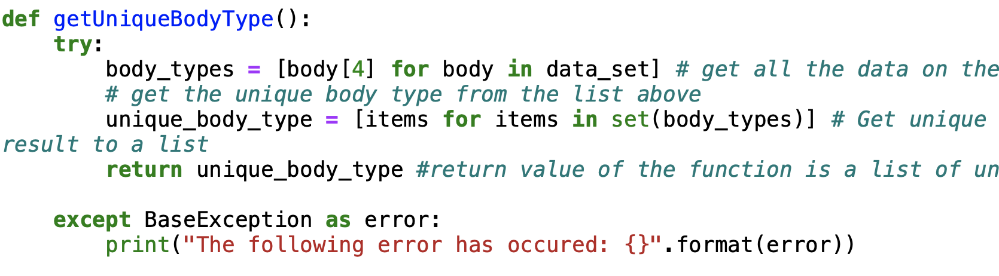 def getUniqueBodyType():
    try:
        body_types = [body[4] for body in data_set] # get all the data on the
        # get the unique body type from the list above
        unique_body_type = [items for items in set(body_types)] # Get unique
result to a list
        return unique_body_type #return value of the function is a list of un
    except BaseException as error:
        print("The following error has occured: {}".format(error))